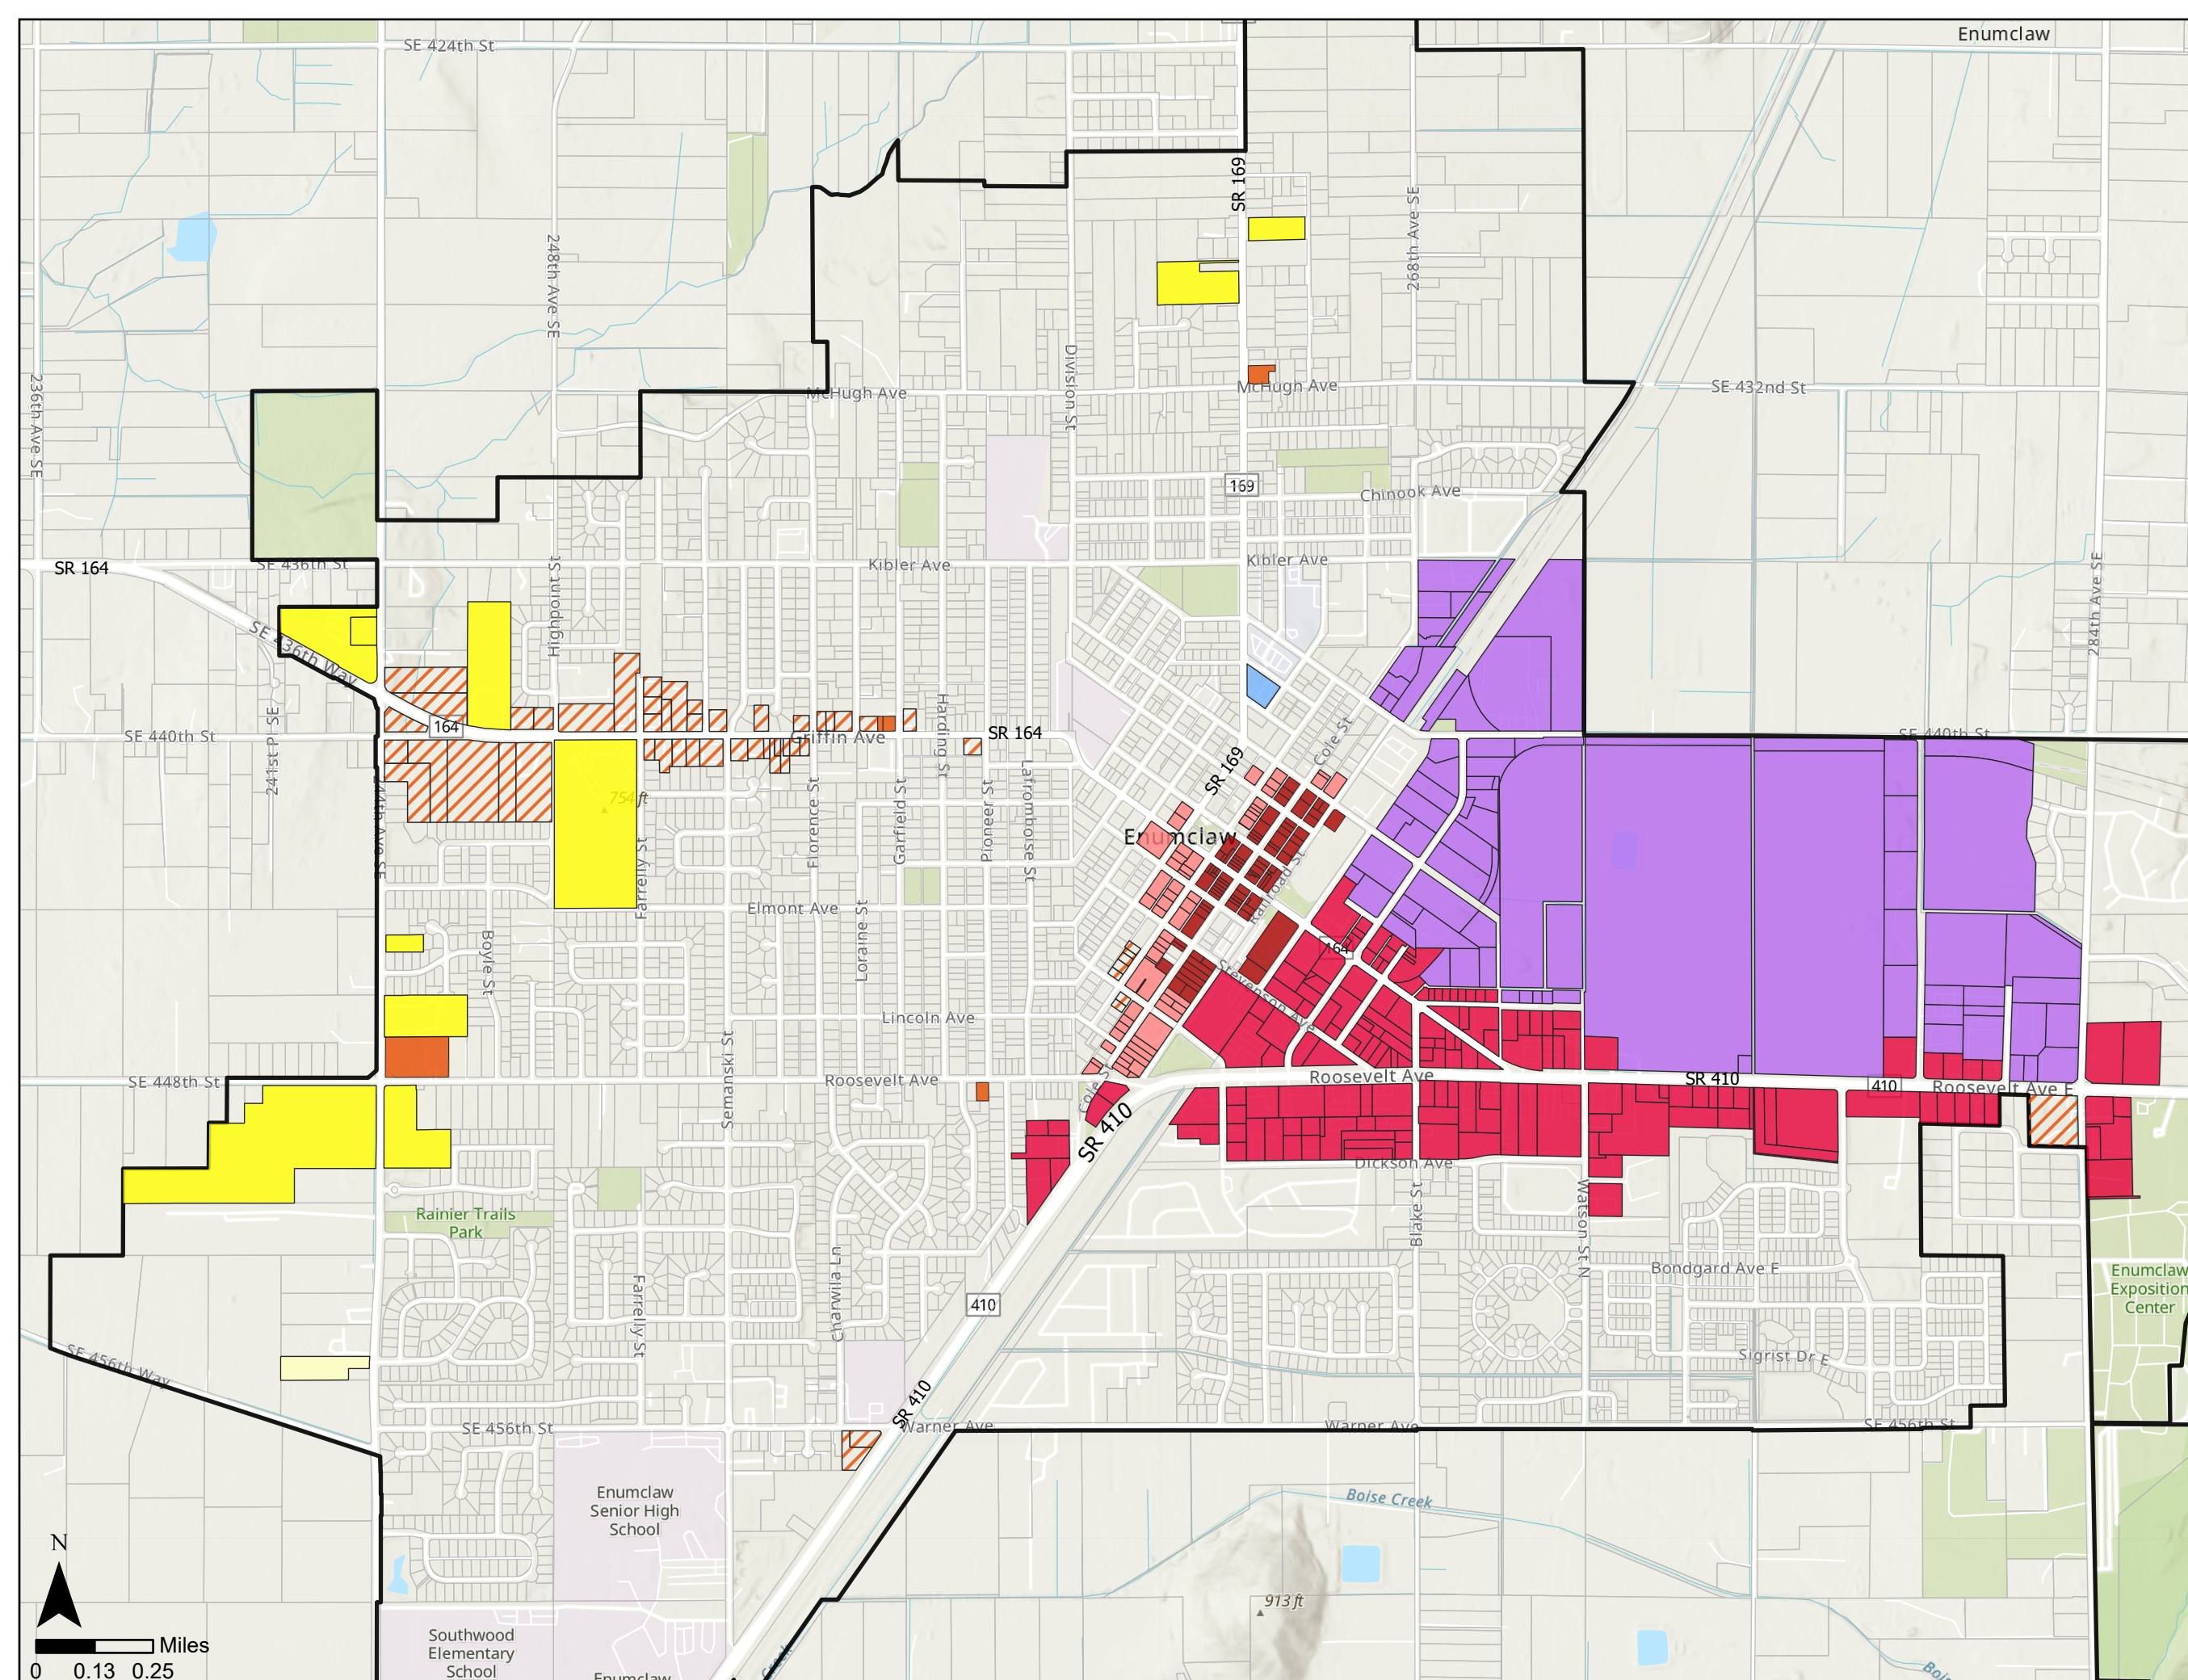 SE 424th St
Enumclaw
SR 169
248th Ave SE
268th Ave SE
236th Ave SE
Division St
McHugh Ave
McHugh Ave
SE 432nd St
169
Chinook Ave
SR 164
SE 436th St
Highpoint St
Kibler Ave
Kibler Ave
284th Ave SE
SE 436th Way
164
SE 440th St
241st Pl SE
Griffin Ave
Harding St
SR 164
SR 169
Cole St
SE 440th St
244th Ave SE
754 ft
Farrelly St
Florence St
Garfield St
Pioneer St
Lafromboise St
Enumclaw
Railroad St
Elmont Ave
Loraine St
Boyle St
164
Stevenson Ave
Lincoln Ave
Semanski St
SE 448th St
Roosevelt Ave
Cole St
Roosevelt Ave
SR 410
410
Roosevelt Ave E
SR 410
Dickson Ave
Blake St
Watson St N
Rainier Trails
Park
Charwila Ln
Farrelly St
Bondgard Ave E
Enumclaw
Exposition
Center
410
Sigrist Dr E
SE 456th Way
SR 410
SE 456th St
Warner Ave
Warner Ave
SE 456th St
Enumclaw
Senior High
School
Boise Creek
913 ft
N
Miles
0 0.13 0.25
Southwood
Elementary
School
Enumclaw
Creek